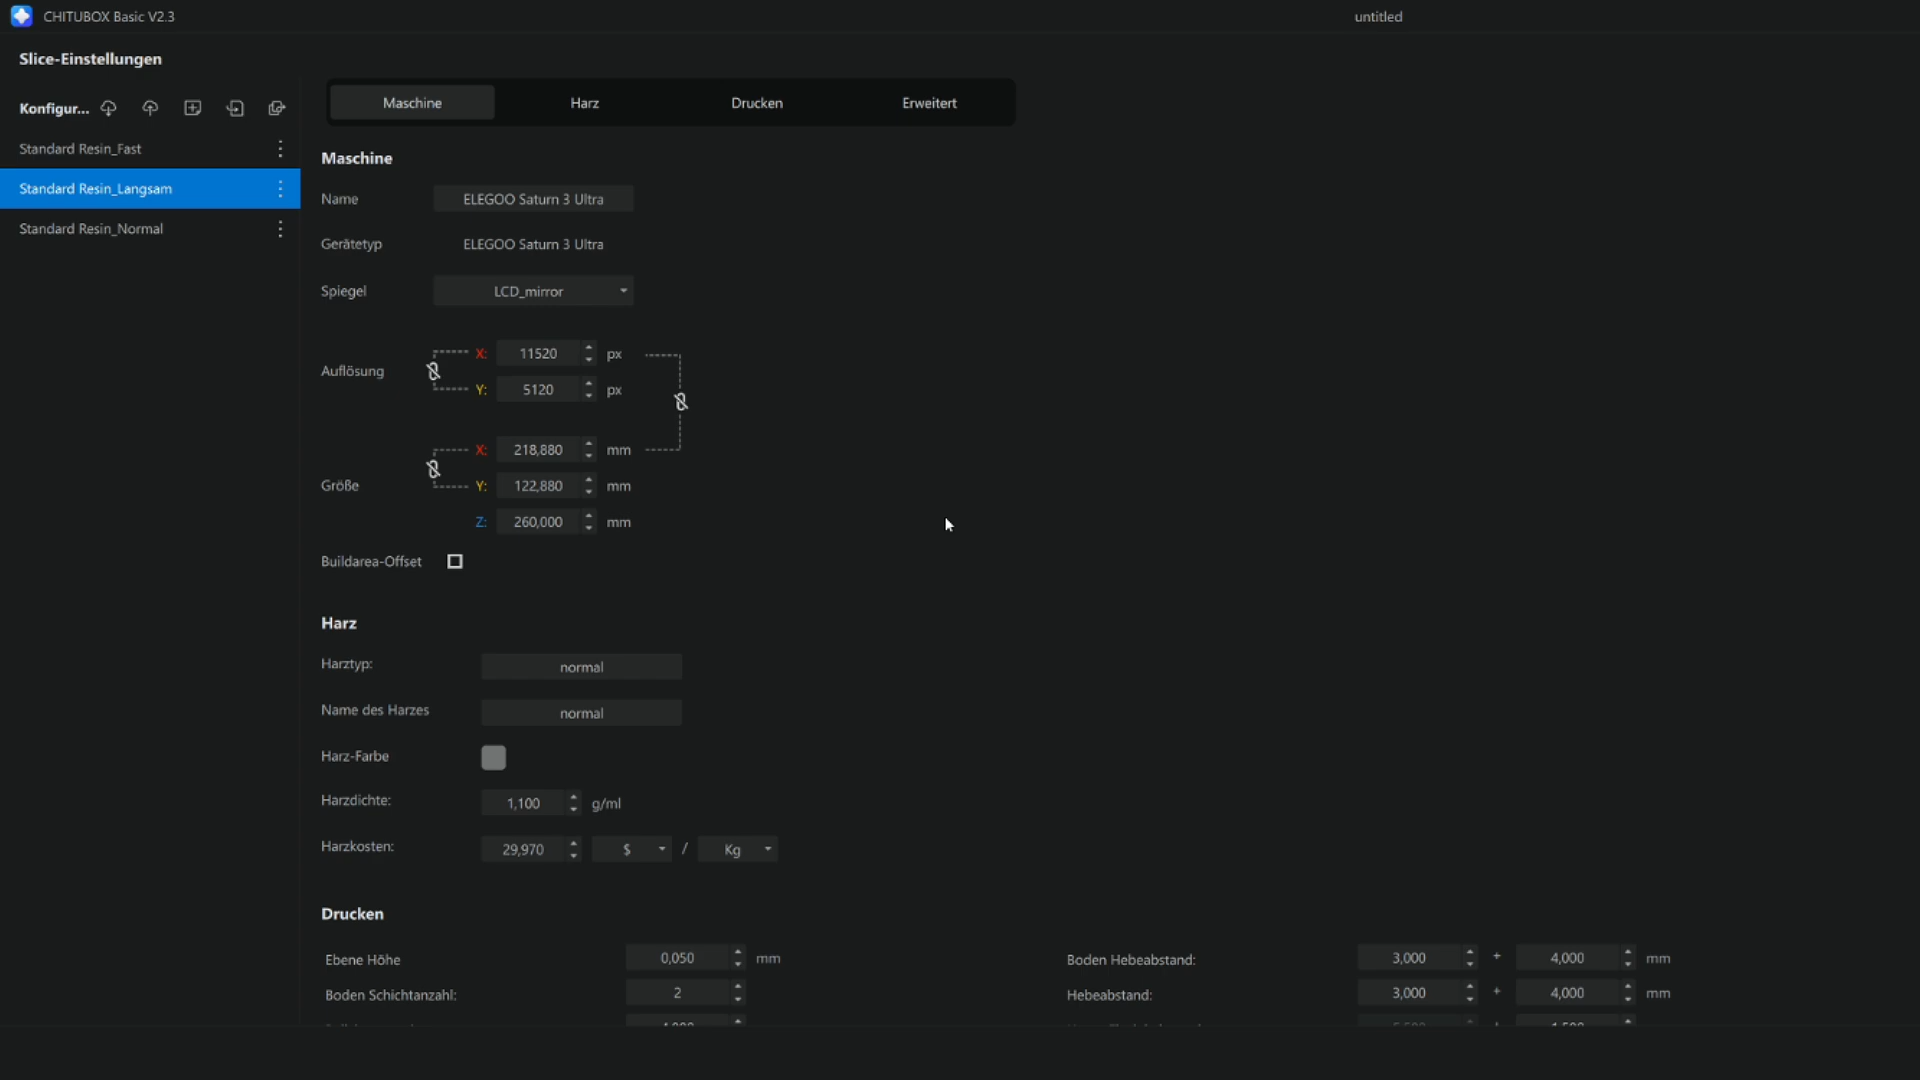 CHITUBOX Basic V2.3
untitled
Slice-Einstellungen
Konfigur...
Maschine Harz Drucken Erweitert
Standard Resin_Fast
Standard Resin_Langsam
Standard Resin_Normal
Maschine
Name ELEGOO Saturn 3 Ultra
Gerätetyp ELEGOO Saturn 3 Ultra
Spiegel LCD_mirror
Auflösung
X: 11520 px
Y: 5120 px
Größe
X: 218,880 mm
Y: 122,880 mm
Z: 260,000 mm
Buildarea-Offset
Harz
Harztyp: normal
Name des Harzes normal
Harz-Farbe
Harzdichte: 1,100 g/ml
Harzkosten: 29,970 $ / Kg
Drucken
Ebene Höhe 0,050 mm Boden Hebeabstand: 3,000 + 4,000 mm
Boden Schichtanzahl: 2 Hebeabstand: 3,000 + 4,000 mm